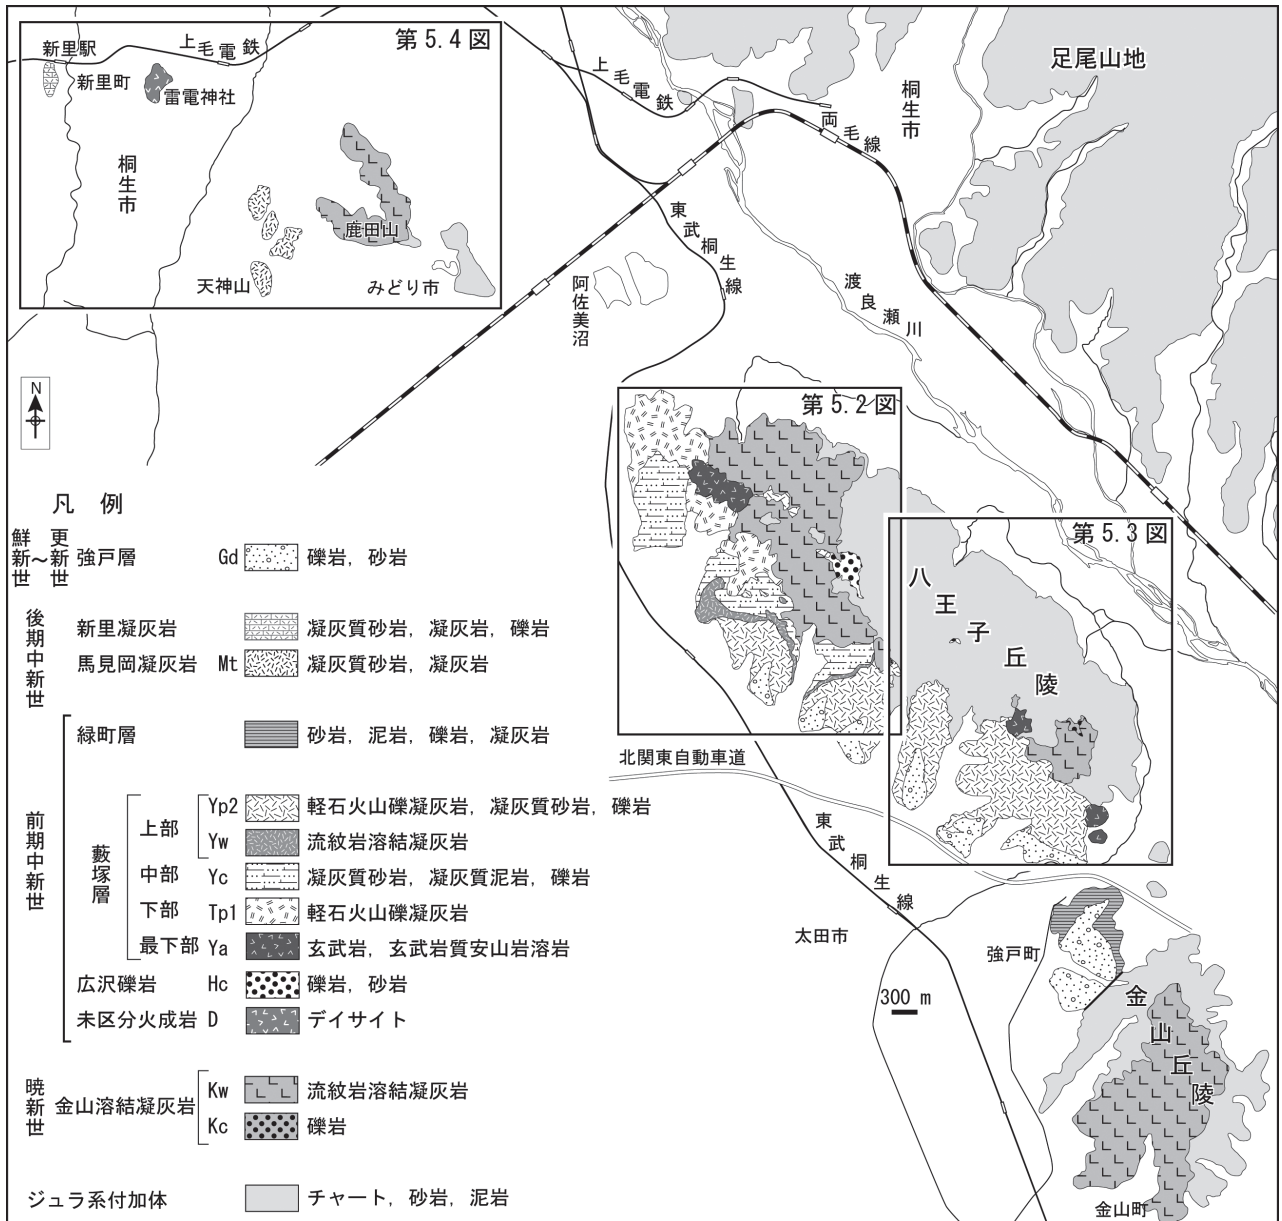 第5.4図
新里駅
上毛電鉄
新里町
雷電神社
桐生市
鹿田山
天神山
みどり市
上毛電鉄
両毛線
桐生市
足尾山地
東武桐生線
阿佐美沼
渡良瀬川
N
第5.2図
第5.3図
八王子丘陵
北関東自動車道
東武桐生線
太田市
強戸町
300 m
金山丘陵
金山町
凡 例
鮮新世～更新世 強戸層 Gd 礫岩，砂岩
後期中新世
新里凝灰岩 凝灰質砂岩，凝灰岩，礫岩
馬見岡凝灰岩 Mt 凝灰質砂岩，凝灰岩
前期中新世
緑町層 砂岩，泥岩，礫岩，凝灰岩
藪塚層
上部 Yp2 軽石火山礫凝灰岩，凝灰質砂岩，礫岩
Yw 流紋岩溶結凝灰岩
中部 Yc 凝灰質砂岩，凝灰質泥岩，礫岩
下部 Tp1 軽石火山礫凝灰岩
最下部 Ya 玄武岩，玄武岩質安山岩溶岩
広沢礫岩 Hc 礫岩，砂岩
未区分火成岩 D デイサイト
暁新世 金山溶結凝灰岩
Kw 流紋岩溶結凝灰岩
Kc 礫岩
ジュラ系付加体 チャート，砂岩，泥岩